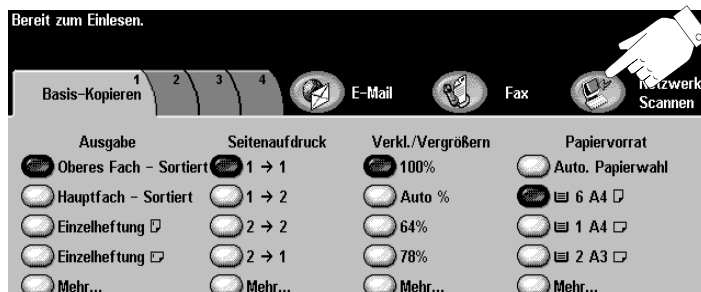 Bereit zum Einlesen.
Basis-Kopieren 1 2 3 4
E-Mail
Fax
Netzwerk
Scannen
Ausgabe Seitenaufdruck Verkl./Vergrößern Papiervorrat
Oberes Fach - Sortiert 1 → 1 100% Auto. Papierwahl
Hauptfach - Sortiert 1 → 2 Auto % 6 A4
Einzelheftung 2 → 2 64% 1 A4
Einzelheftung 2 → 1 78% 2 A3
Mehr... Mehr... Mehr... Mehr...